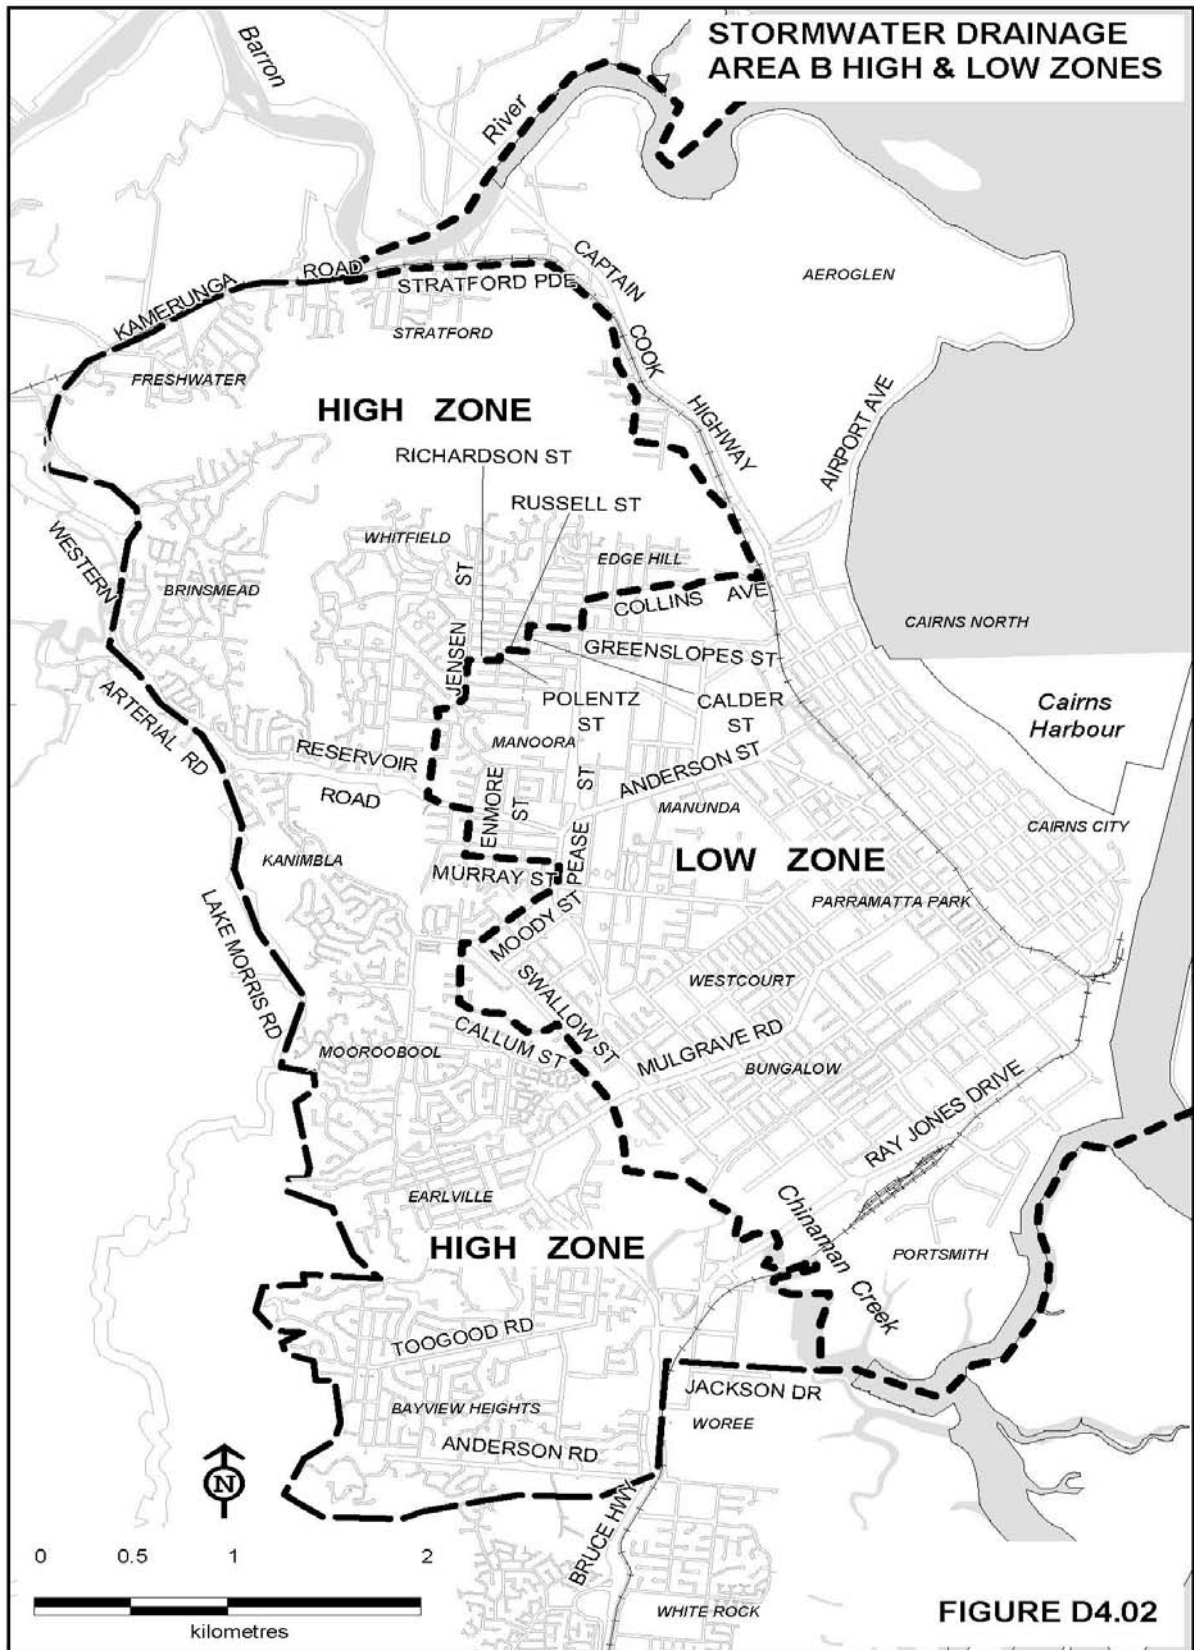 STORMWATER DRAINAGE
AREA B HIGH & LOW ZONES
Barron
River
CAPTAIN
COOK
HIGHWAY
AEROGLEN
KAMERUNGA
ROAD
STRATFORD PDE
STRATFORD
FRESHWATER
HIGH ZONE
AIRPORT AVE
RICHARDSON ST
RUSSELL ST
WHITFIELD
EDGE HILL
WESTERN
ARTERIAL RD
BRINSMEAD
JENSEN
ST
COLLINS AVE
CAIRNS NORTH
GREENSLOPES ST
POLENTZ
ST
CALDER
ST
Cairns
Harbour
MANOORA
RESERVOIR
ROAD
ENMORE
ST
PEASE
ST
ANDERSON ST
MANUNDA
CAIRNS CITY
KANIMBLA
LOW ZONE
MURRAY ST
PARRAMATTA PARK
LAKE MORRIS RD
MOODY ST
SWALLOW ST
WESTCOURT
CALLUM ST
MULGRAVE RD
MOOROOBOOL
BUNGALOW
RAY JONES DRIVE
EARLVILLE
HIGH ZONE
Chinaman Creek
PORTSMITH
TOOGOOD RD
JACKSON DR
BAYVIEW HEIGHTS
WOREE
ANDERSON RD
N
BRUCE HWY
0 0.5 1 2
kilometres
WHITE ROCK
FIGURE D4.02